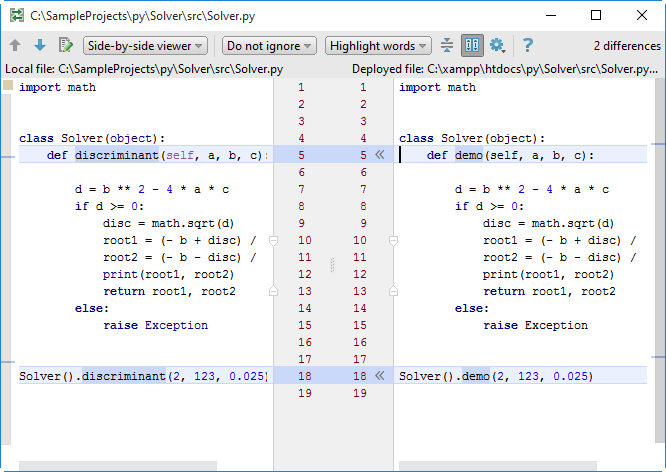 C:\SampleProjects\py\Solver\src\Solver.py
Side-by-side viewer Do not ignore Highlight words ? 2 differences
Local file: C:\SampleProjects\py\Solver\src\Solver.py Deployed file: C:\xampp\htdocs\py\Solver\src\Solver.py...
import math 1 1 import math
2 2
3 3
class Solver(object): 4 4 class Solver(object):
def discriminant(self, a, b, c): 5 5 def demo(self, a, b, c):
6 6
d = b ** 2 - 4 * a * c 7 7 d = b ** 2 - 4 * a * c
if d >= 0: 8 8 if d >= 0:
disc = math.sqrt(d) 9 9 disc = math.sqrt(d)
root1 = (- b + disc) / 10 10 root1 = (- b + disc) /
root2 = (- b - disc) / 11 11 root2 = (- b - disc) /
print(root1, root2) 12 12 print(root1, root2)
return root1, root2 13 13 return root1, root2
else: 14 14 else:
raise Exception 15 15 raise Exception
16 16
17 17
Solver().discriminant(2, 123, 0.025) 18 18 Solver().demo(2, 123, 0.025)
19 19